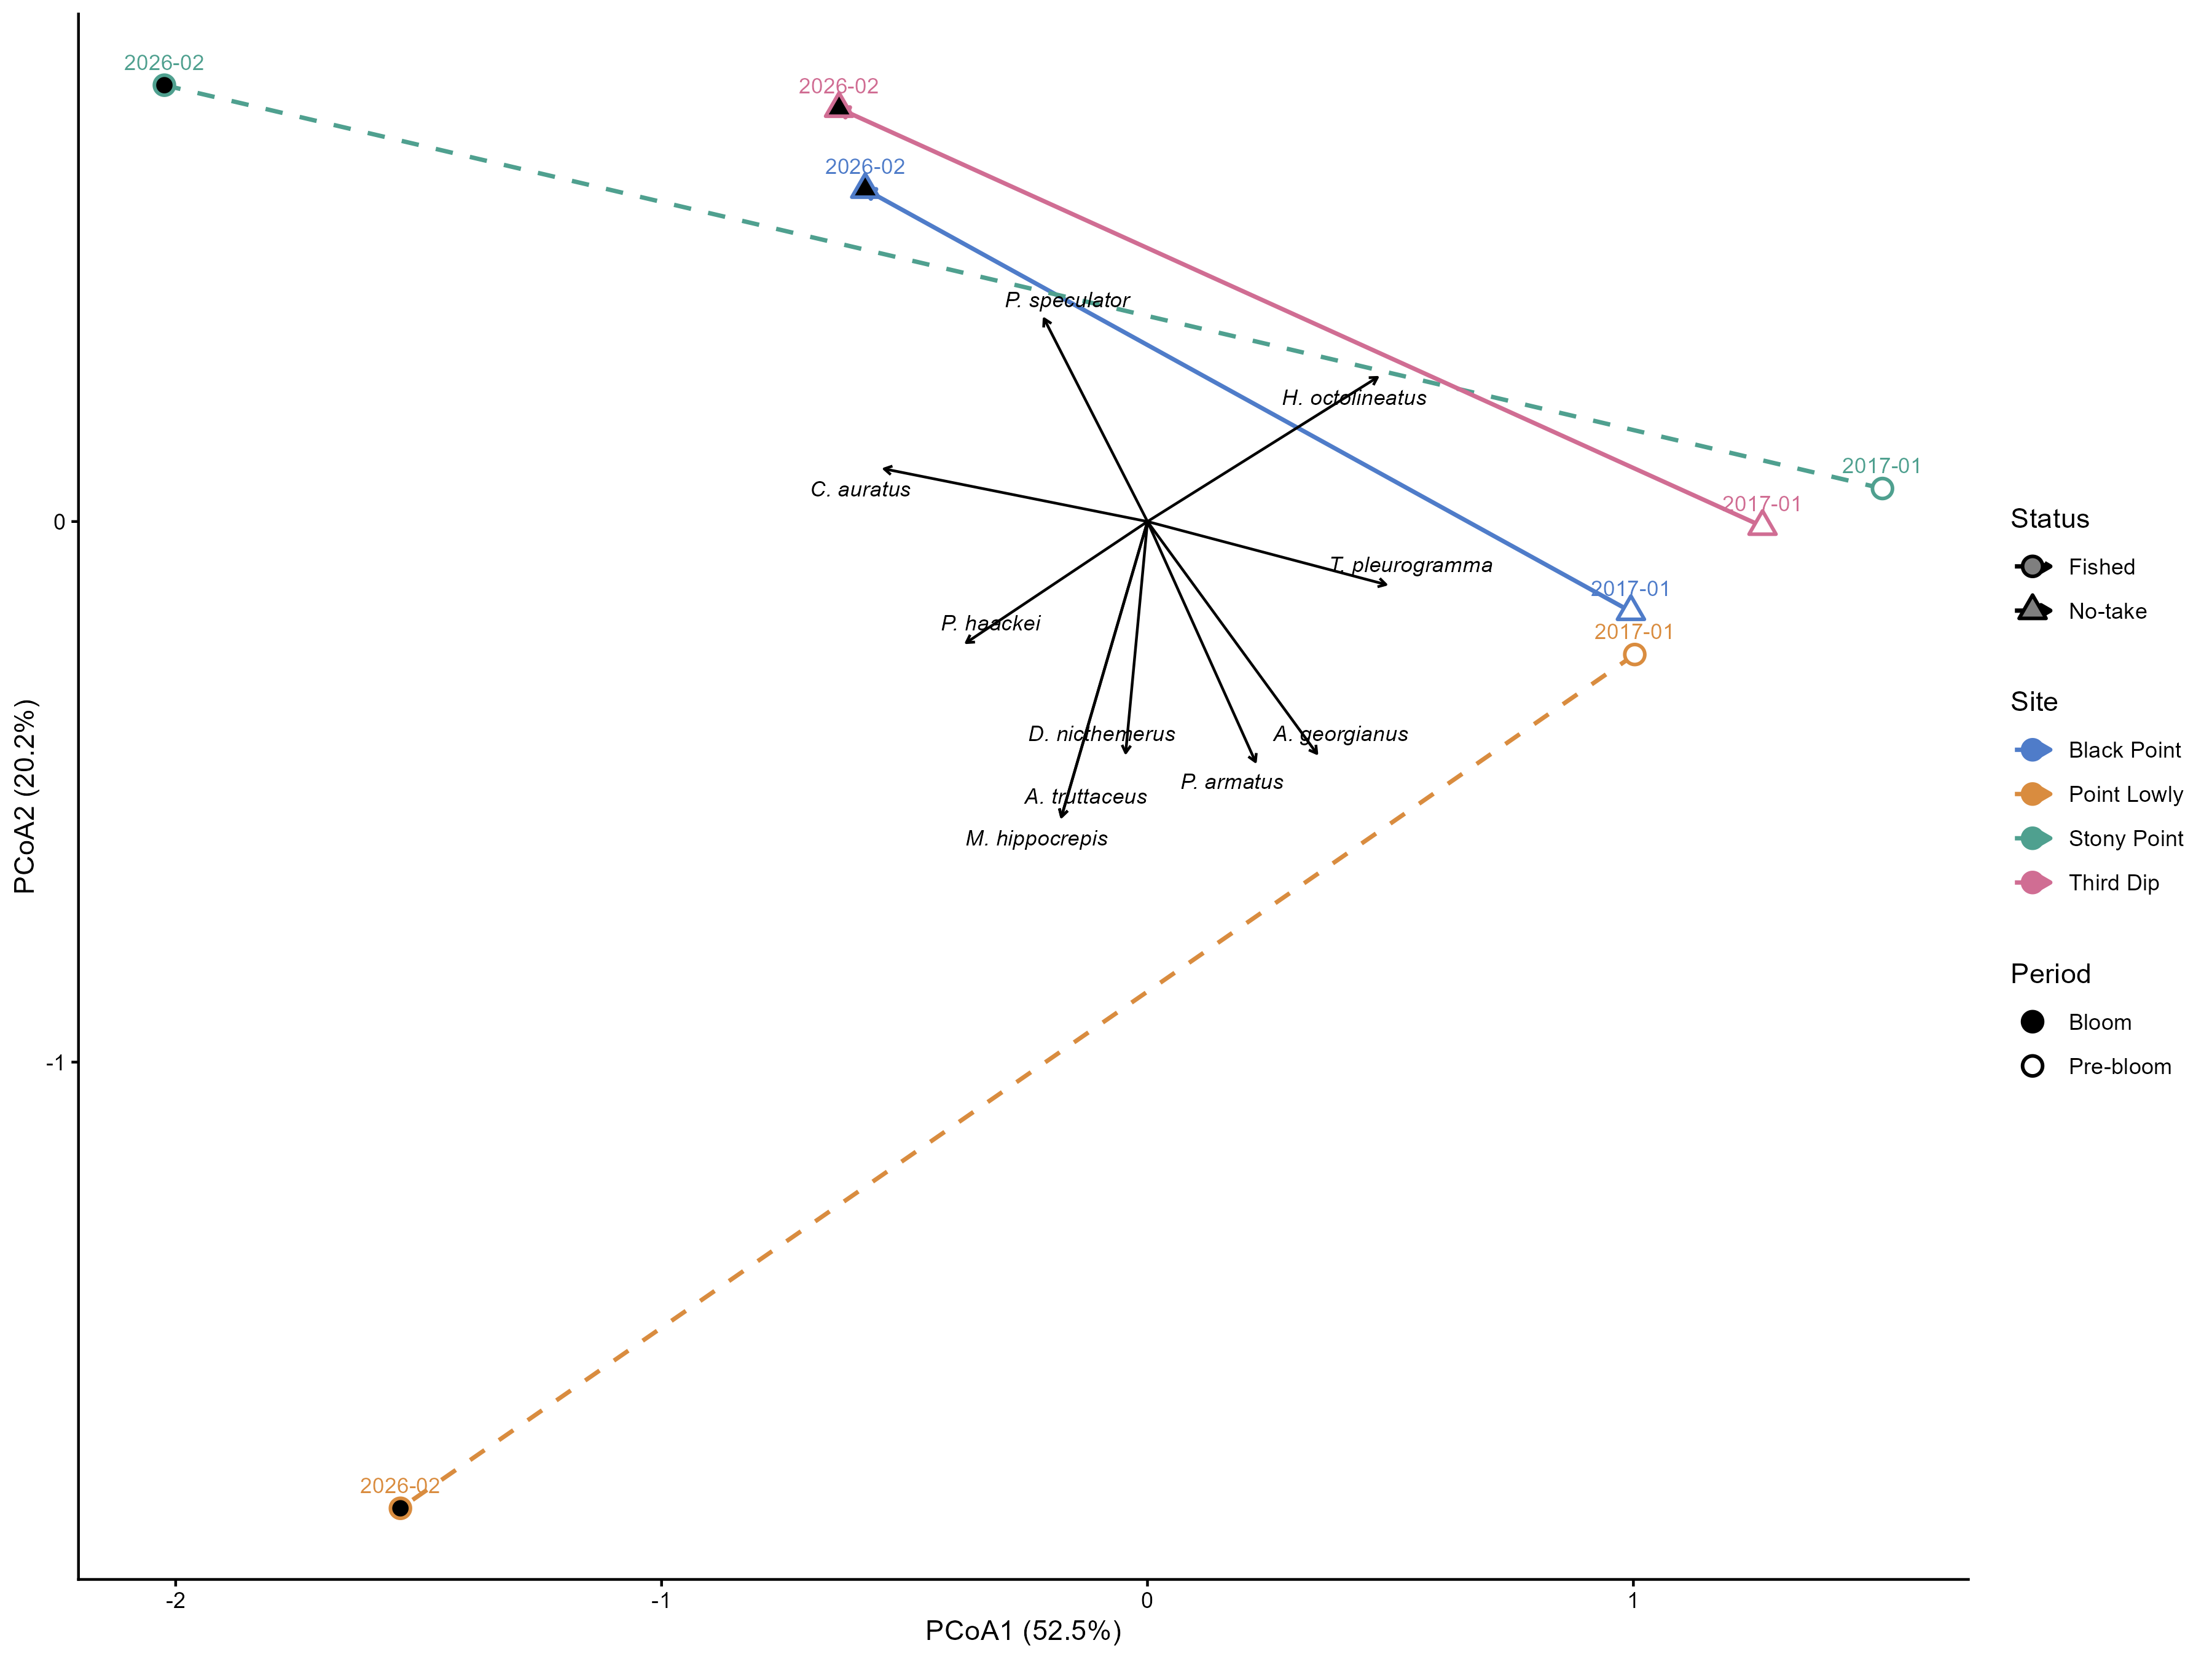 2026-02
2026-02
2026-02
P. speculator
H. octolineatus
C. auratus
2017-01
2017-01
T. pleurogramma
2017-01
P. haackei
2017-01
D. nicthemerus
A. georgianus
P. armatus
A. truttaceus
M. hippocrepis
2026-02
0
-1
PCoA2 (20.2%)
-2
-1
0
1
PCoA1 (52.5%)
Status
Fished
No-take
Site
Black Point
Point Lowly
Stony Point
Third Dip
Period
Bloom
Pre-bloom